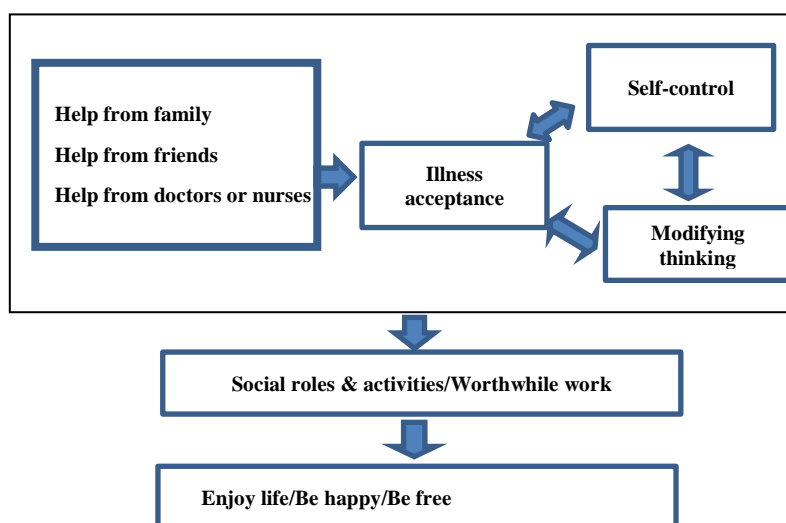 Help from family
Help from friends
Help from doctors or nurses
Illness
acceptance
Self-control
Modifying
thinking
Social roles & activities/Worthwhile work
Enjoy life/Be happy/Be free